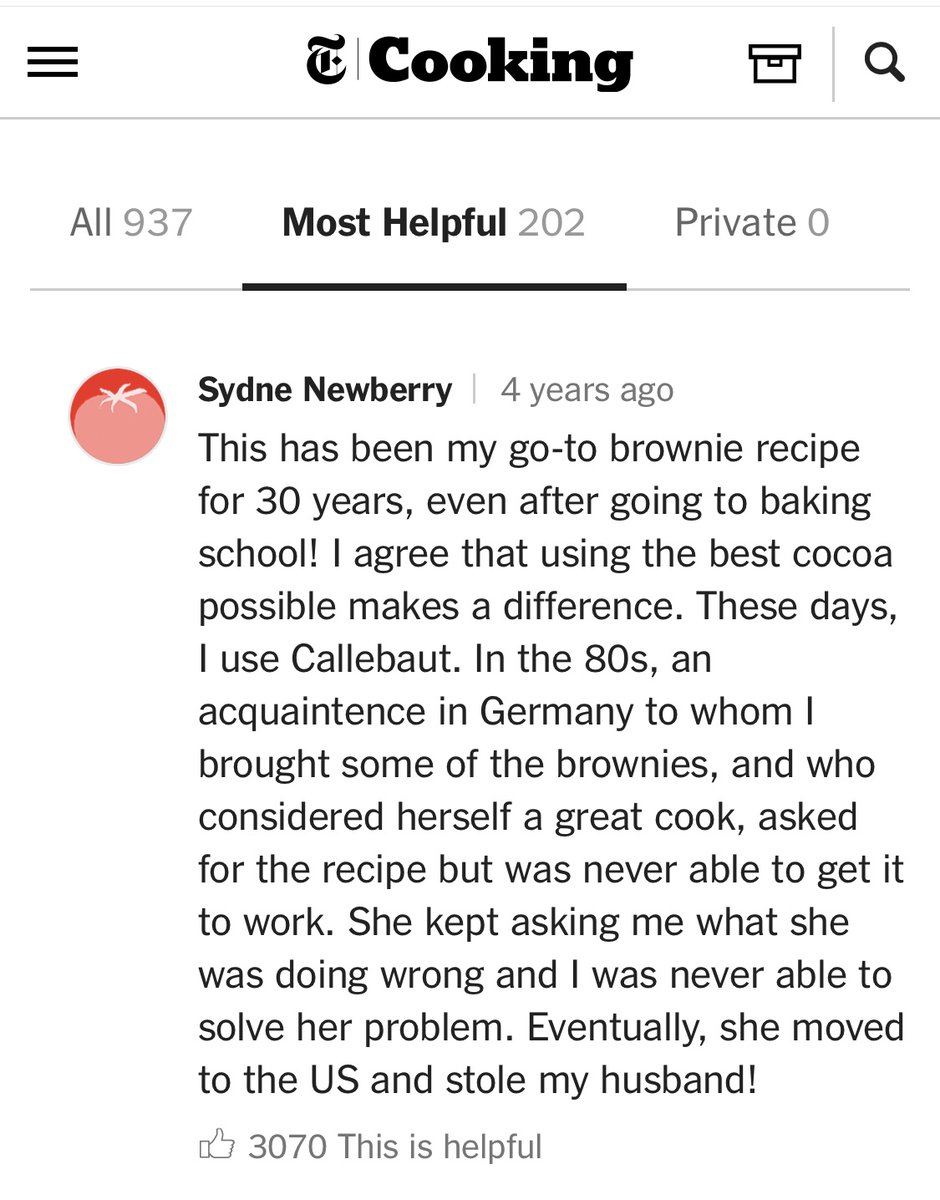 T Cooking
All 937 Most Helpful 202 Private 0
Sydne Newberry | 4 years ago
This has been my go-to brownie recipe
for 30 years, even after going to baking
school! I agree that using the best cocoa
possible makes a difference. These days,
I use Callebaut. In the 80s, an
acquaintence in Germany to whom I
brought some of the brownies, and who
considered herself a great cook, asked
for the recipe but was never able to get it
to work. She kept asking me what she
was doing wrong and I was never able to
solve her problem. Eventually, she moved
to the US and stole my husband!
3070 This is helpful